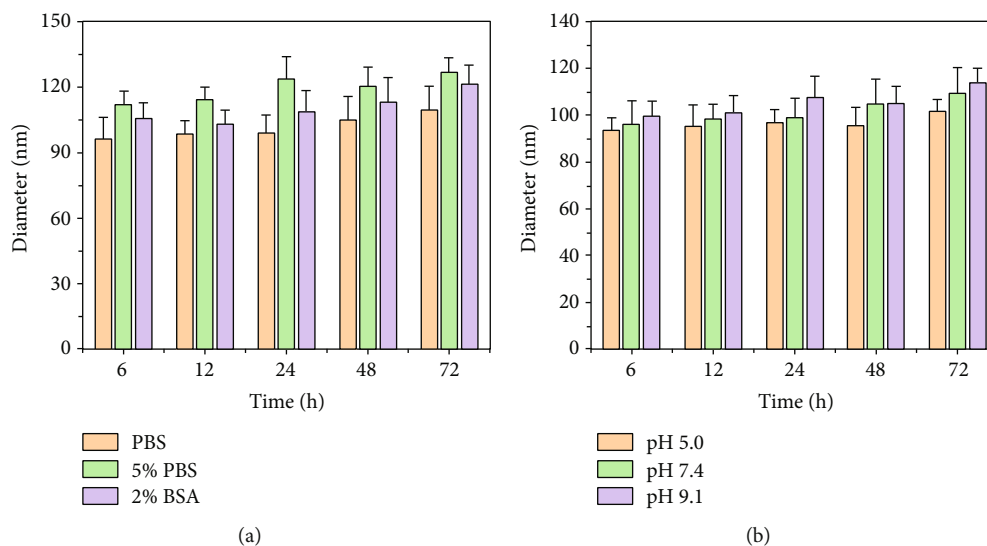 150
120
90
60
30
0
Diameter (nm)
6 12 24 48 72
Time (h)
PBS
5% PBS
2% BSA
(a)
140
120
100
80
60
40
20
0
Diameter (nm)
6 12 24 48 72
Time (h)
pH 5.0
pH 7.4
pH 9.1
(b)